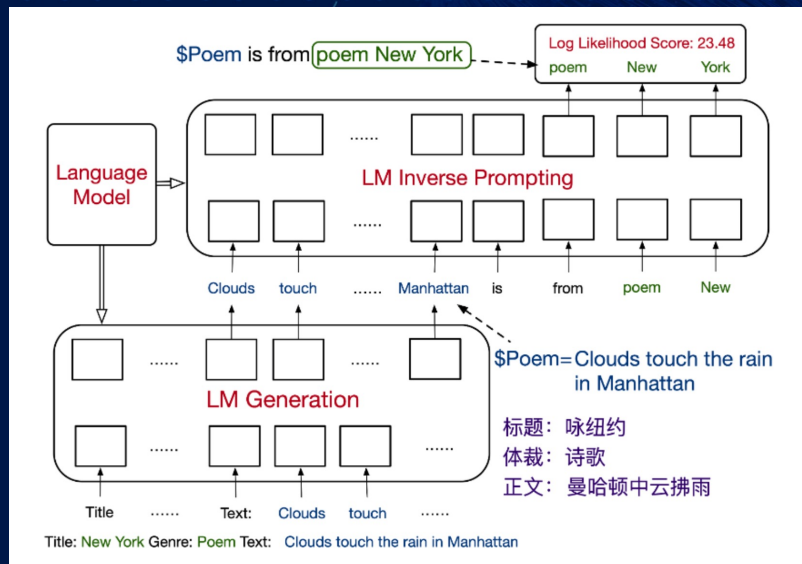 $Poem is from poem New York
Log Likelihood Score: 23.48
poem New York
Language Model
......
LM Inverse Prompting
......
Clouds touch ...... Manhattan is from poem New
$Poem= Clouds touch the rain
in Manhattan
...... ......
LM Generation
...... ......
标题：咏纽约
体裁：诗歌
正文：曼哈顿中云拂雨
Title ...... Text: Clouds touch ......
Title: New York Genre: Poem Text: Clouds touch the rain in Manhattan